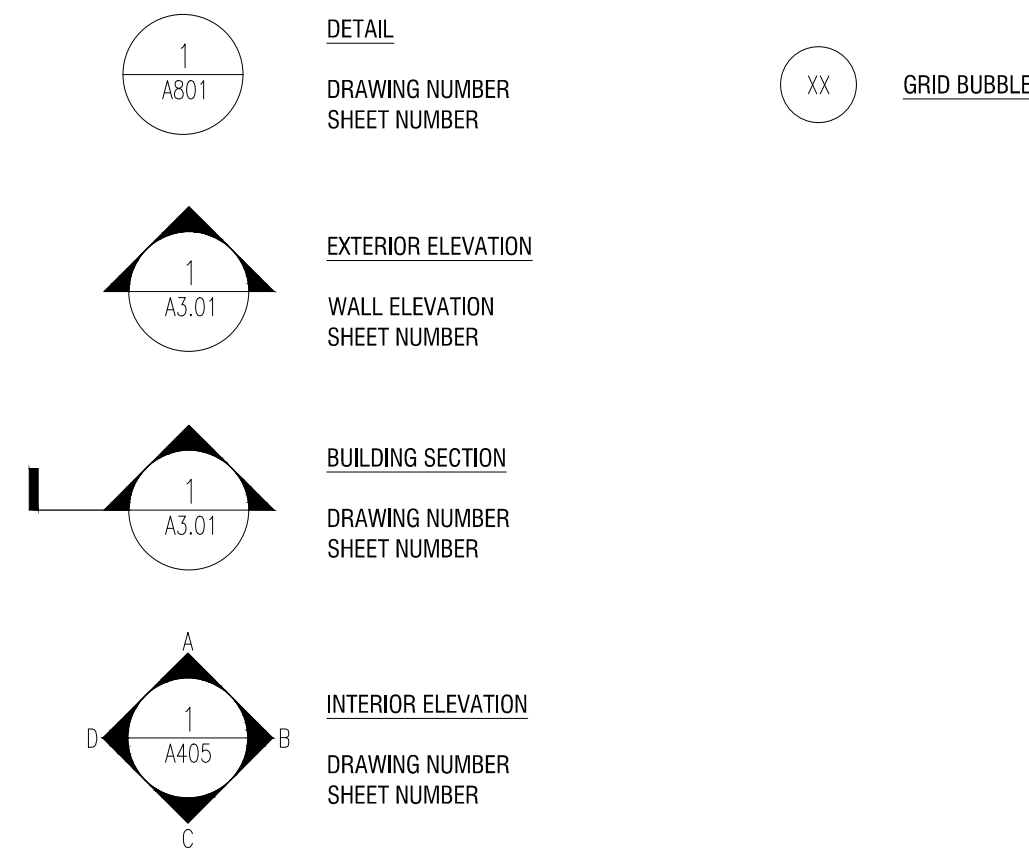 1
A801
DETAIL
DRAWING NUMBER
SHEET NUMBER
XX
GRID BUBBLE
1
A3.01
EXTERIOR ELEVATION
WALL ELEVATION
SHEET NUMBER
1
A3.01
BUILDING SECTION
DRAWING NUMBER
SHEET NUMBER
A
D
1
A405
B
C
INTERIOR ELEVATION
DRAWING NUMBER
SHEET NUMBER